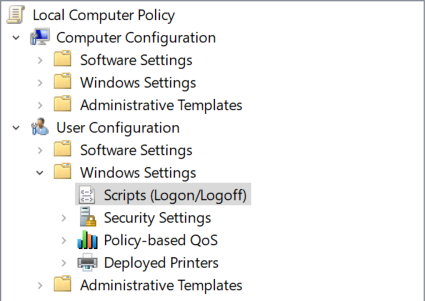 Local Computer Policy
Computer Configuration
Software Settings
Windows Settings
Administrative Templates
User Configuration
Software Settings
Windows Settings
Scripts (Logon/Logoff)
Security Settings
Policy-based QoS
Deployed Printers
Administrative Templates